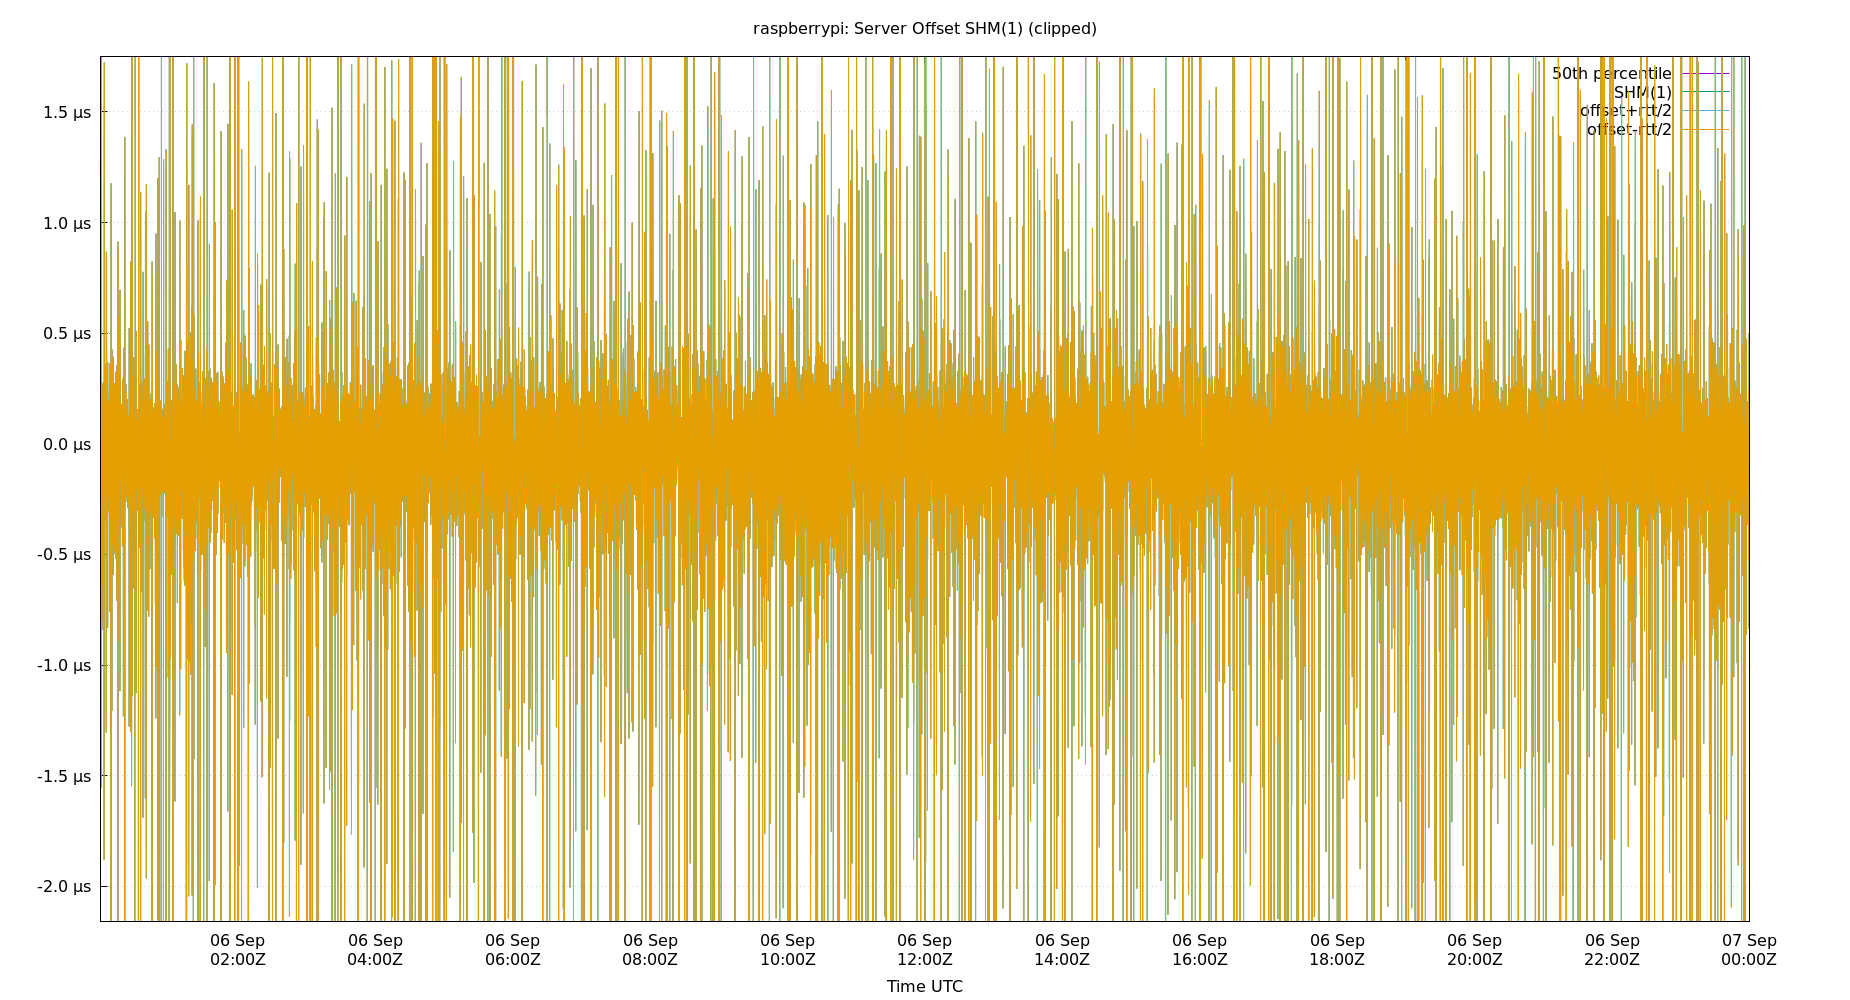 raspberrypi: Server Offset SHM(1) (clipped)
50th percentile
SHM(1)
offset+rtt/2
offset-rtt/2
1.5 µs
1.0 µs
0.5 µs
0.0 µs
-0.5 µs
-1.0 µs
-1.5 µs
-2.0 µs
06 Sep 06 Sep 06 Sep 06 Sep 06 Sep 06 Sep 06 Sep 06 Sep 06 Sep 06 Sep 06 Sep 07 Sep
02:00Z 04:00Z 06:00Z 08:00Z 10:00Z 12:00Z 14:00Z 16:00Z 18:00Z 20:00Z 22:00Z 00:00Z
Time UTC